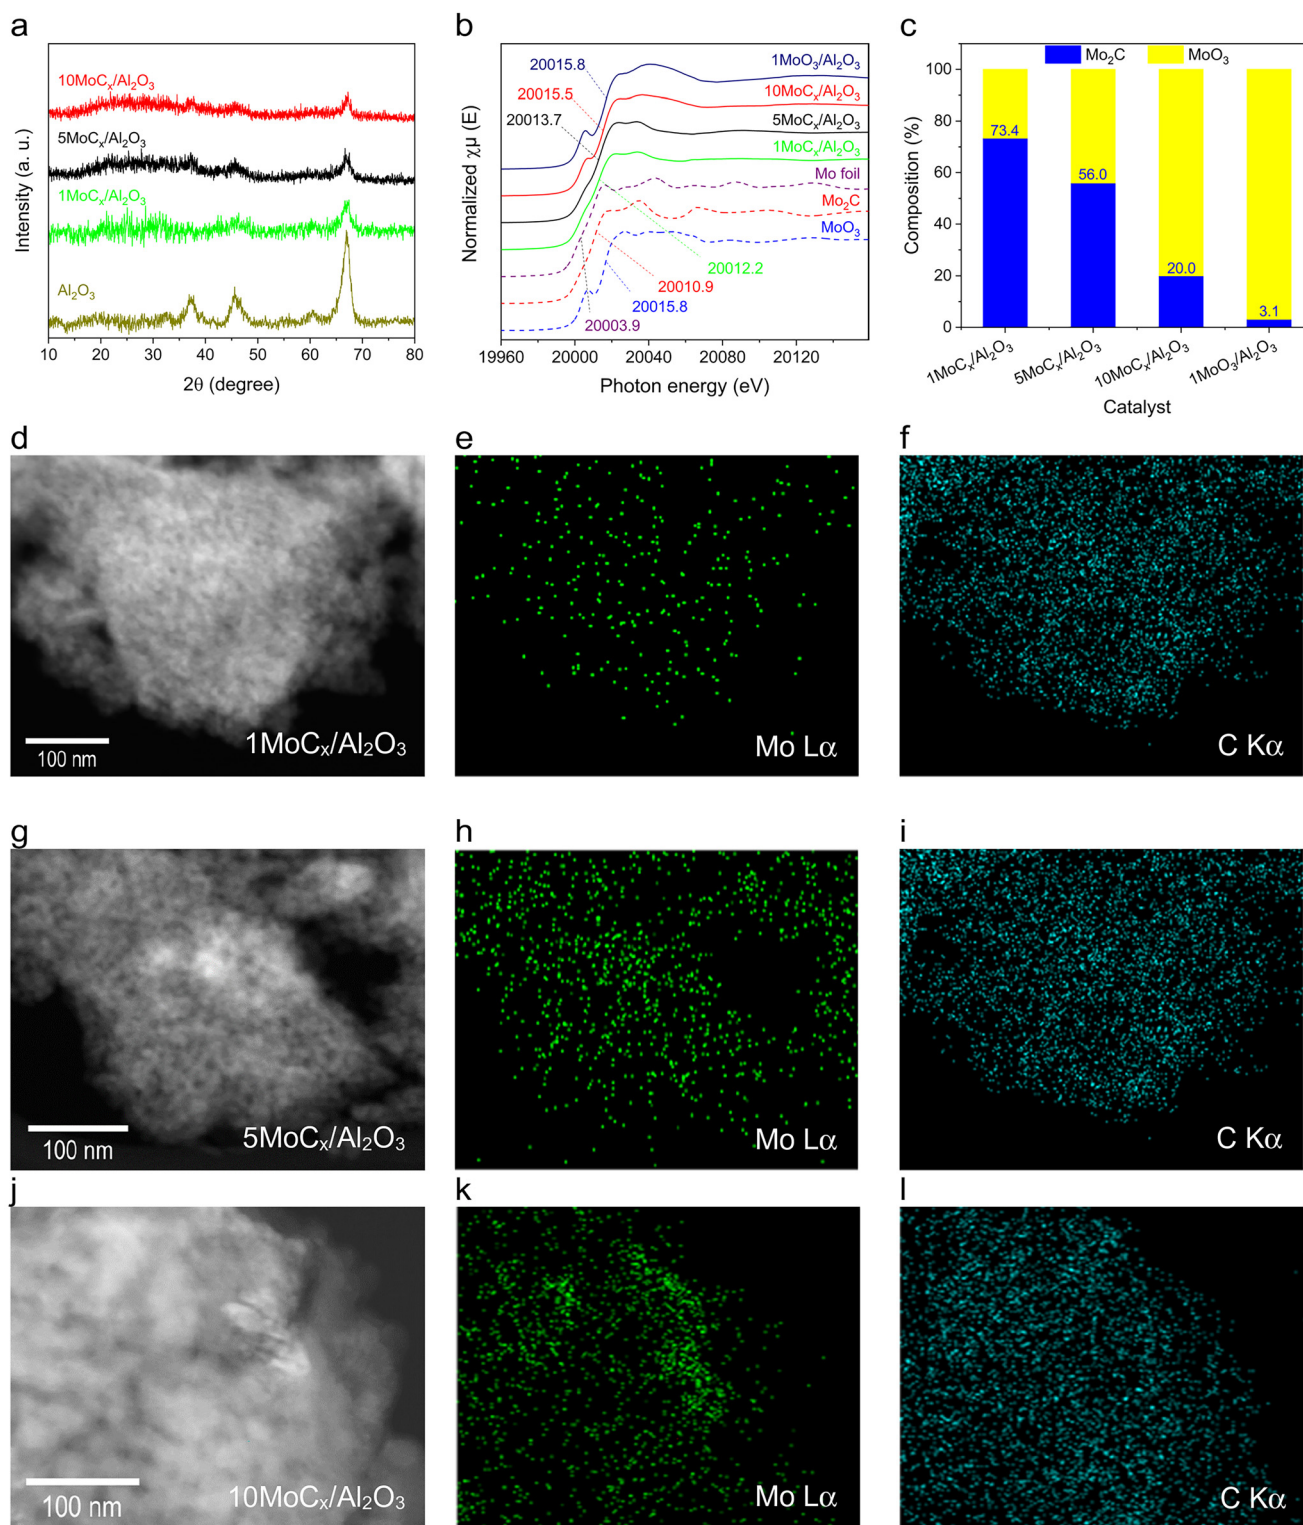 a
10MoCₓ/Al₂O₃
5MoCₓ/Al₂O₃
1MoCₓ/Al₂O₃
Al₂O₃
Intensity (a. u.)
10 20 30 40 50 60 70 80
2θ (degree)
b
20015.8
20015.5
20013.7
1MoO₃/Al₂O₃
10MoCₓ/Al₂O₃
5MoCₓ/Al₂O₃
1MoCₓ/Al₂O₃
Mo foil
Mo₂C
MoO₃
20012.2
20010.9
20015.8
20003.9
Normalized χμ (E)
19960 20000 20040 20080 20120
Photon energy (eV)
c
Mo₂C MoO₃
100
80
60
40
20
0
73.4
56.0
20.0
3.1
Composition (%)
1MoCₓ/Al₂O₃
5MoCₓ/Al₂O₃
10MoCₓ/Al₂O₃
1MoO₃/Al₂O₃
Catalyst
d
100 nm
1MoCₓ/Al₂O₃
e
Mo Lα
f
C Kα
g
100 nm
5MoCₓ/Al₂O₃
h
Mo Lα
i
C Kα
j
100 nm
10MoCₓ/Al₂O₃
k
Mo Lα
l
C Kα